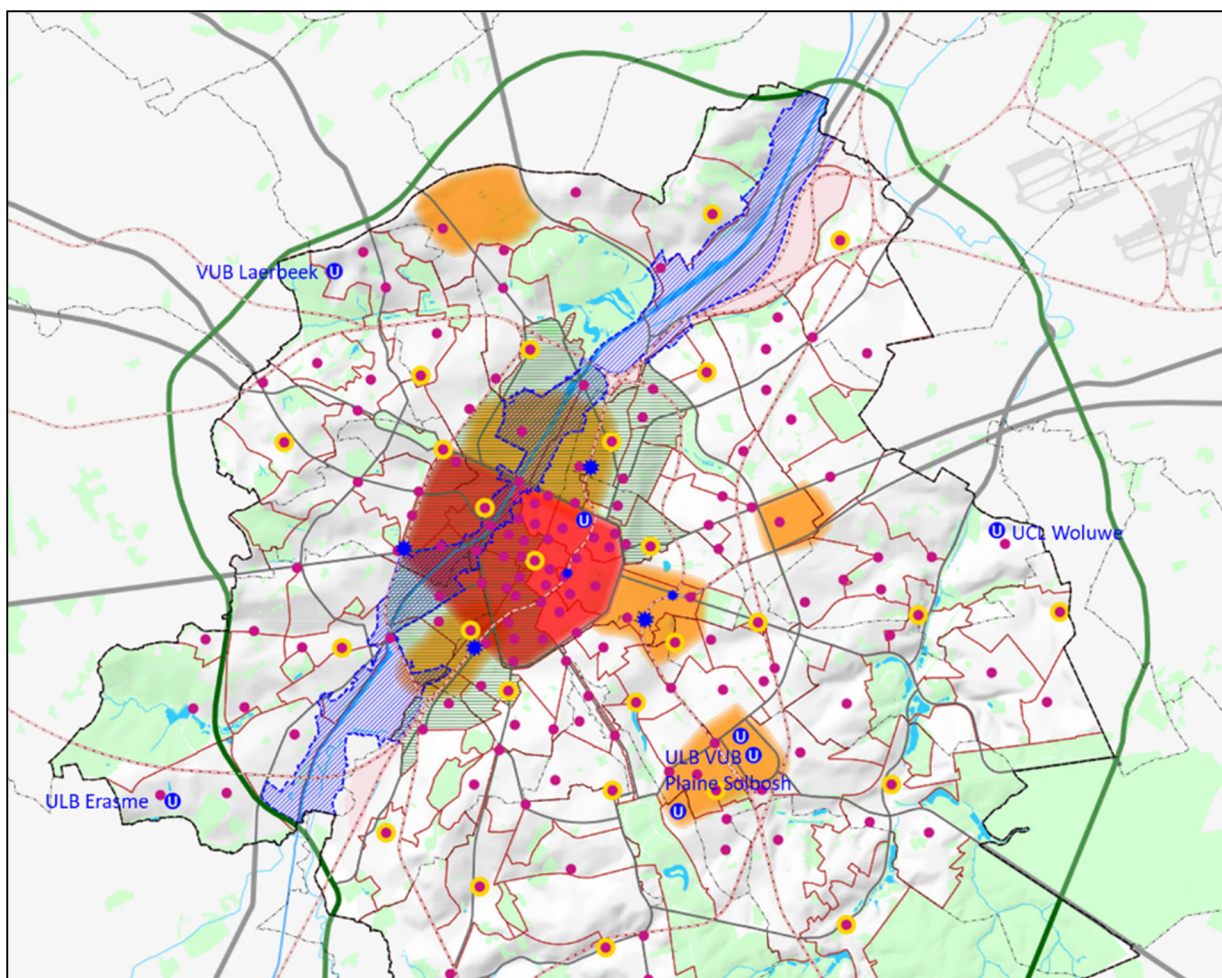 VUB Laerbeek U
U
U UCL Woluwe
U
ULB VUB U
Plaine Solbosh
ULB Erasme U
U